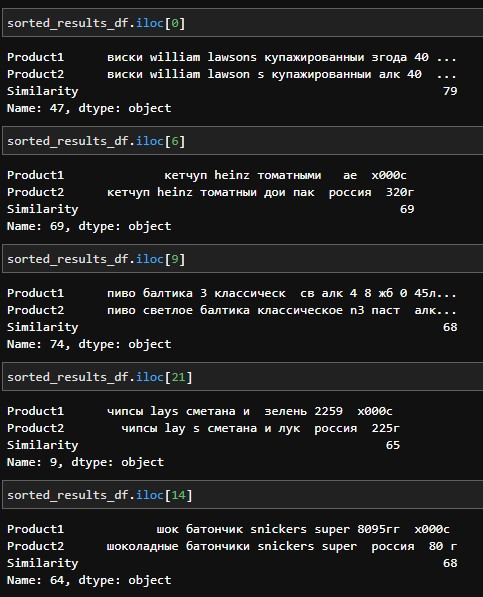 sorted_results_df.iloc[0]
Product1 виски william lawsons купажированныи згода 40 ...
Product2 виски william lawson s купажированныи алк 40 ...
Similarity 79
Name: 47, dtype: object
sorted_results_df.iloc[6]
Product1 кетчуп heinz томатныи ае x000c
Product2 кетчуп heinz томатныи дои пак россия 320г
Similarity 69
Name: 69, dtype: object
sorted_results_df.iloc[9]
Product1 пиво балтика 3 классическ св алк 4 8 жб 0 45л...
Product2 пиво светлое балтика классическое n3 паст алк...
Similarity 68
Name: 74, dtype: object
sorted_results_df.iloc[21]
Product1 чипсы lays сметана и зелень 2259 x000c
Product2 чипсы lay s сметана и лук россия 225г
Similarity 65
Name: 9, dtype: object
sorted_results_df.iloc[14]
Product1 шок батончик snickers super 8095гг x000c
Product2 шоколадные батончики snickers super россия 80 г
Similarity 68
Name: 64, dtype: object